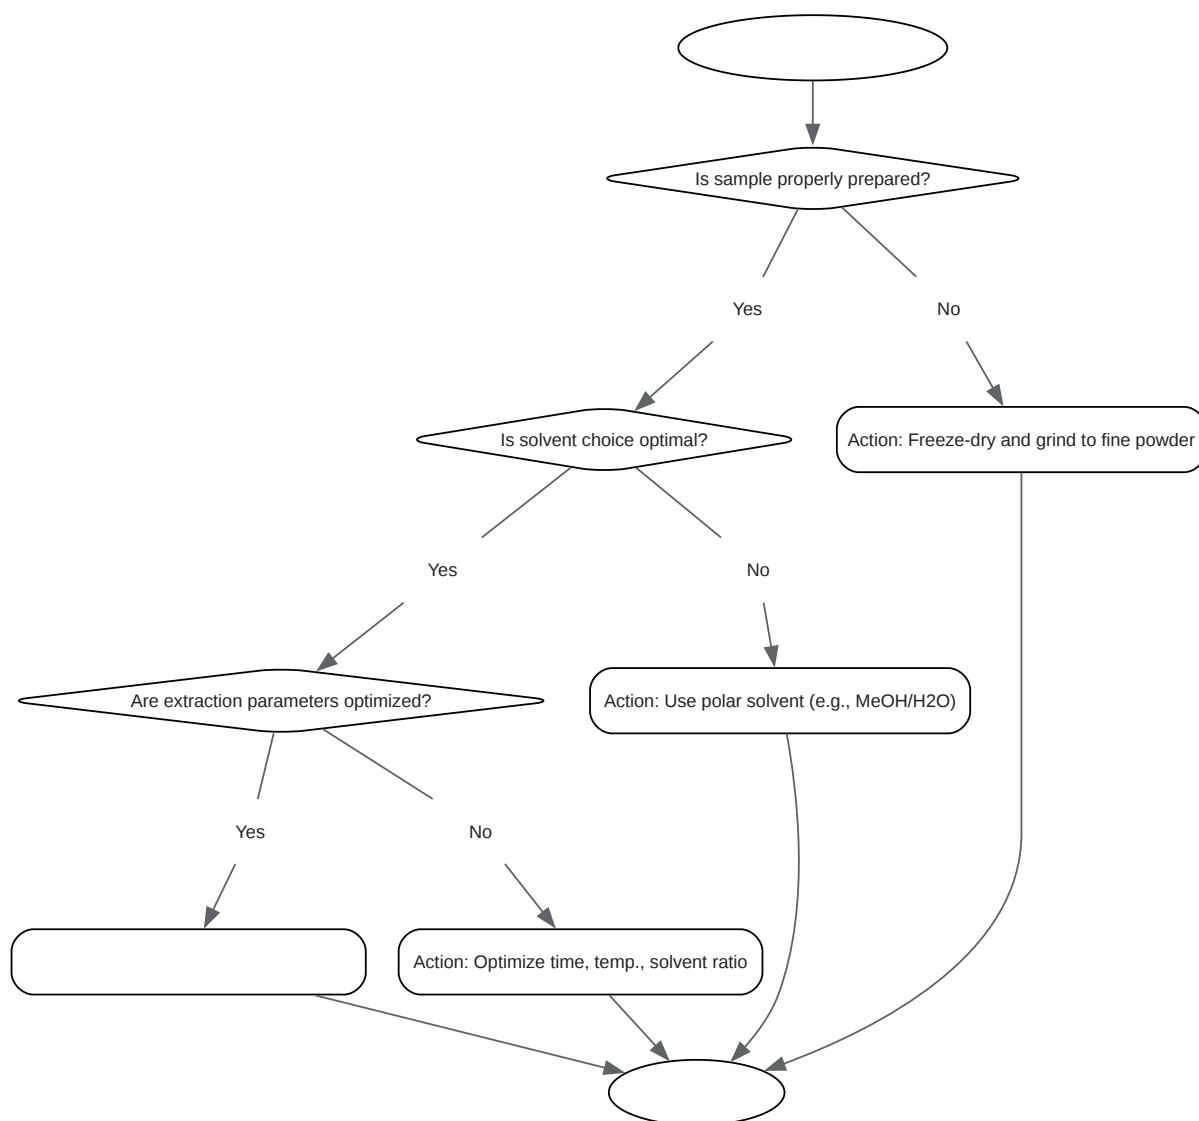 Is sample properly prepared?
Yes
No
Is solvent choice optimal?
Action: Freeze-dry and grind to fine powder
Yes
No
Are extraction parameters optimized?
Action: Use polar solvent (e.g., MeOH/H2O)
Yes
No
Action: Optimize time, temp., solvent ratio